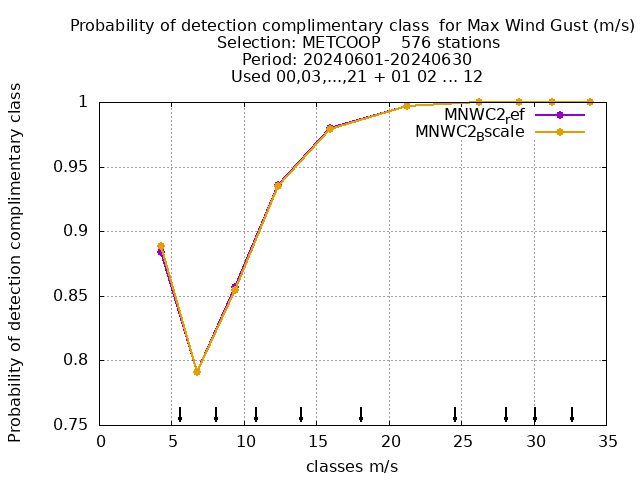 Probability of detection complimentary class  for Max Wind Gust (m/s)
Selection: METCOOP    576 stations
Period: 20240601-20240630
Used 00,03,...,21 + 01 02 ... 12
MNWC2ref
MNWC2Bscale
1
0.95
0.9
0.85
0.8
0.75
0 5 10 15 20 25 30 35
classes m/s
Probability of detection complimentary class